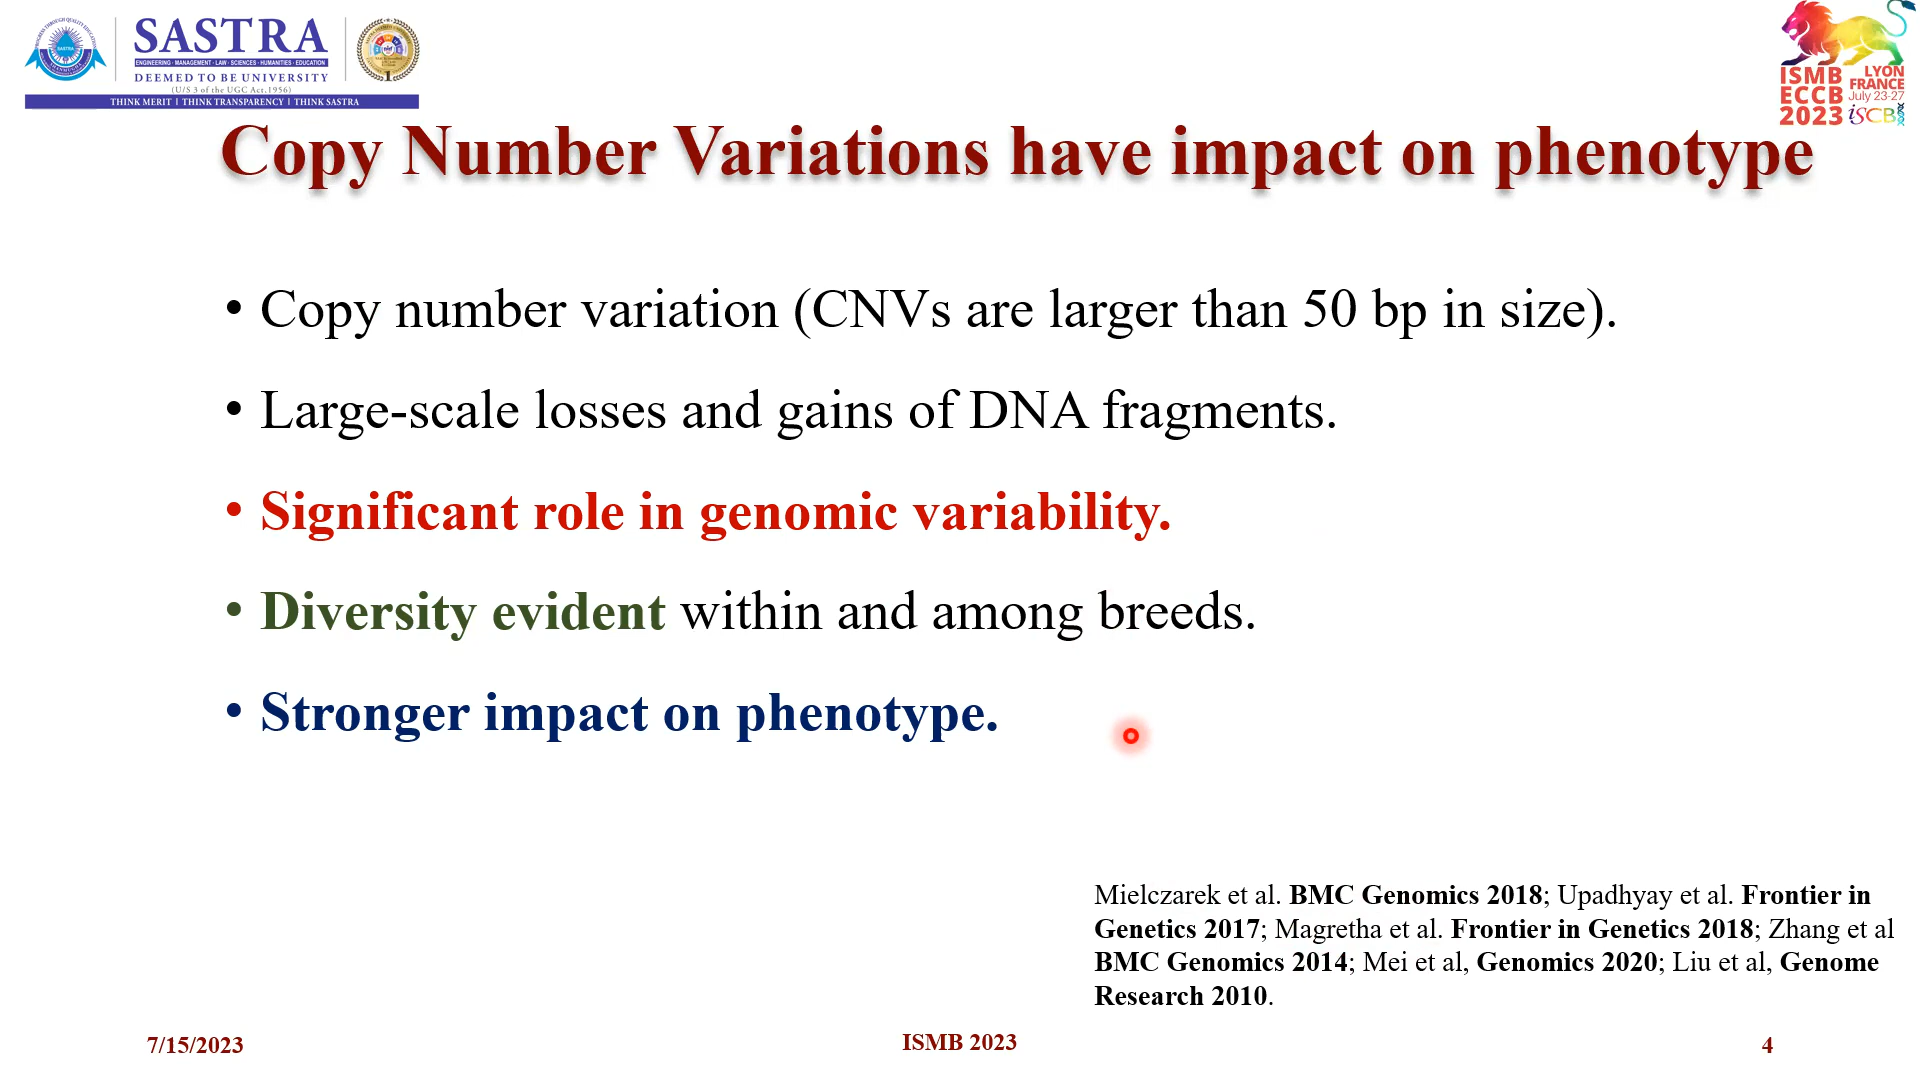 SASTRA
ENGINEERING · MANAGEMENT · LAW · SCIENCES · HUMANITIES · EDUCATION
DEEMED TO BE UNIVERSITY
(U/S 3 of the UGC Act, 1956)
THINK MERIT | THINK TRANSPARENCY | THINK SASTRA
ISMB LYON
ECCB FRANCE
July 23-27
2023 iSCB
Copy Number Variations have impact on phenotype
• Copy number variation (CNVs are larger than 50 bp in size).
• Large-scale losses and gains of DNA fragments.
• Significant role in genomic variability.
• Diversity evident within and among breeds.
• Stronger impact on phenotype.
Mielczarek et al. BMC Genomics 2018; Upadhyay et al. Frontier in
Genetics 2017; Magretha et al. Frontier in Genetics 2018; Zhang et al
BMC Genomics 2014; Mei et al, Genomics 2020; Liu et al, Genome
Research 2010.
7/15/2023
ISMB 2023
4